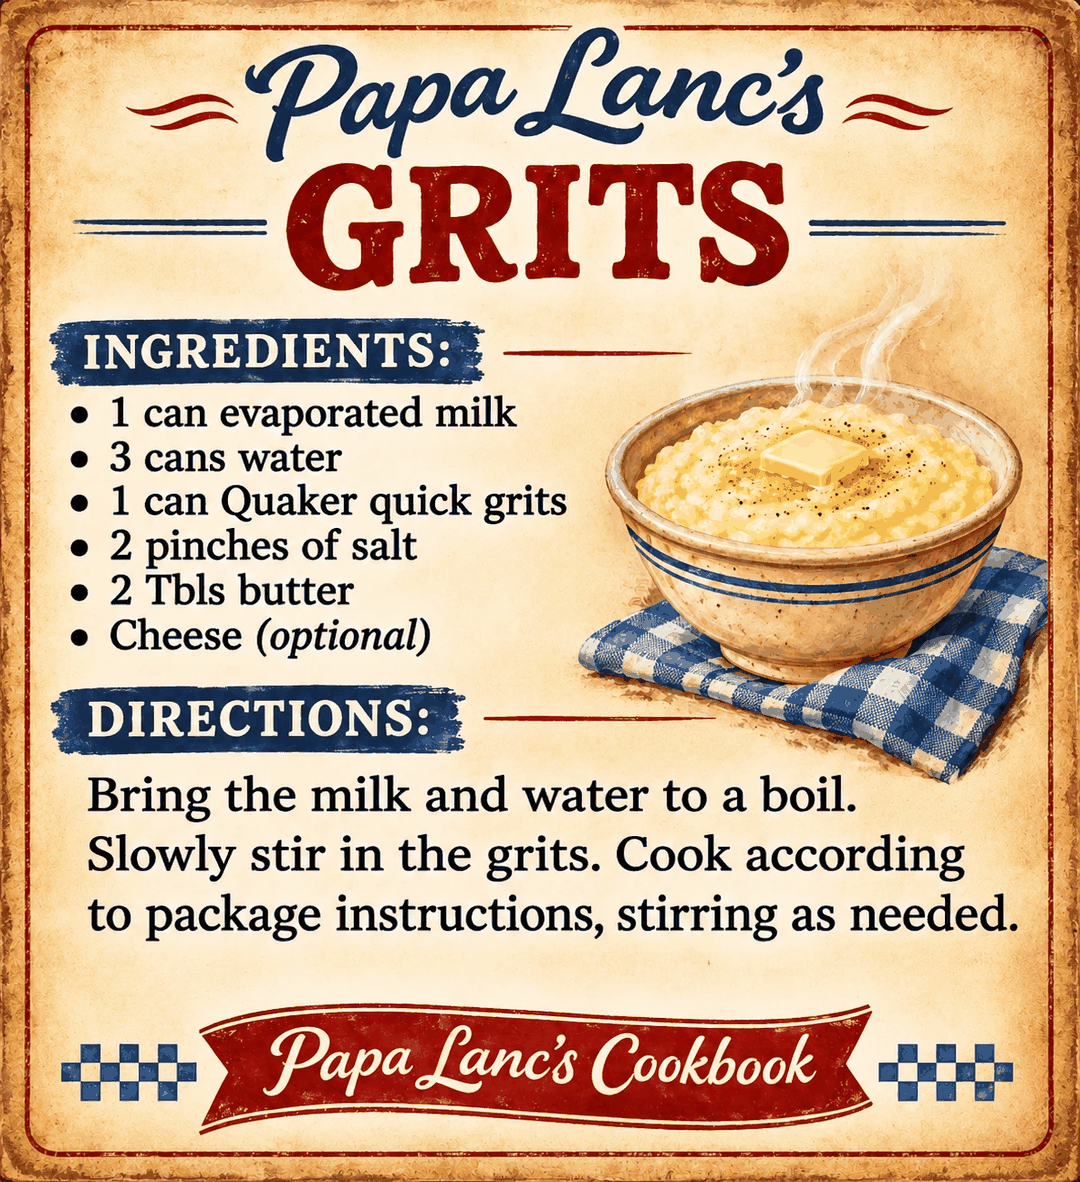 Papa Lanc's
GRITS
INGREDIENTS:
• 1 can evaporated milk
• 3 cans water
• 1 can Quaker quick grits
• 2 pinches of salt
• 2 Tbls butter
• Cheese (optional)
DIRECTIONS:
Bring the milk and water to a boil.
Slowly stir in the grits. Cook according
to package instructions, stirring as needed.
Papa Lanc's Cookbook